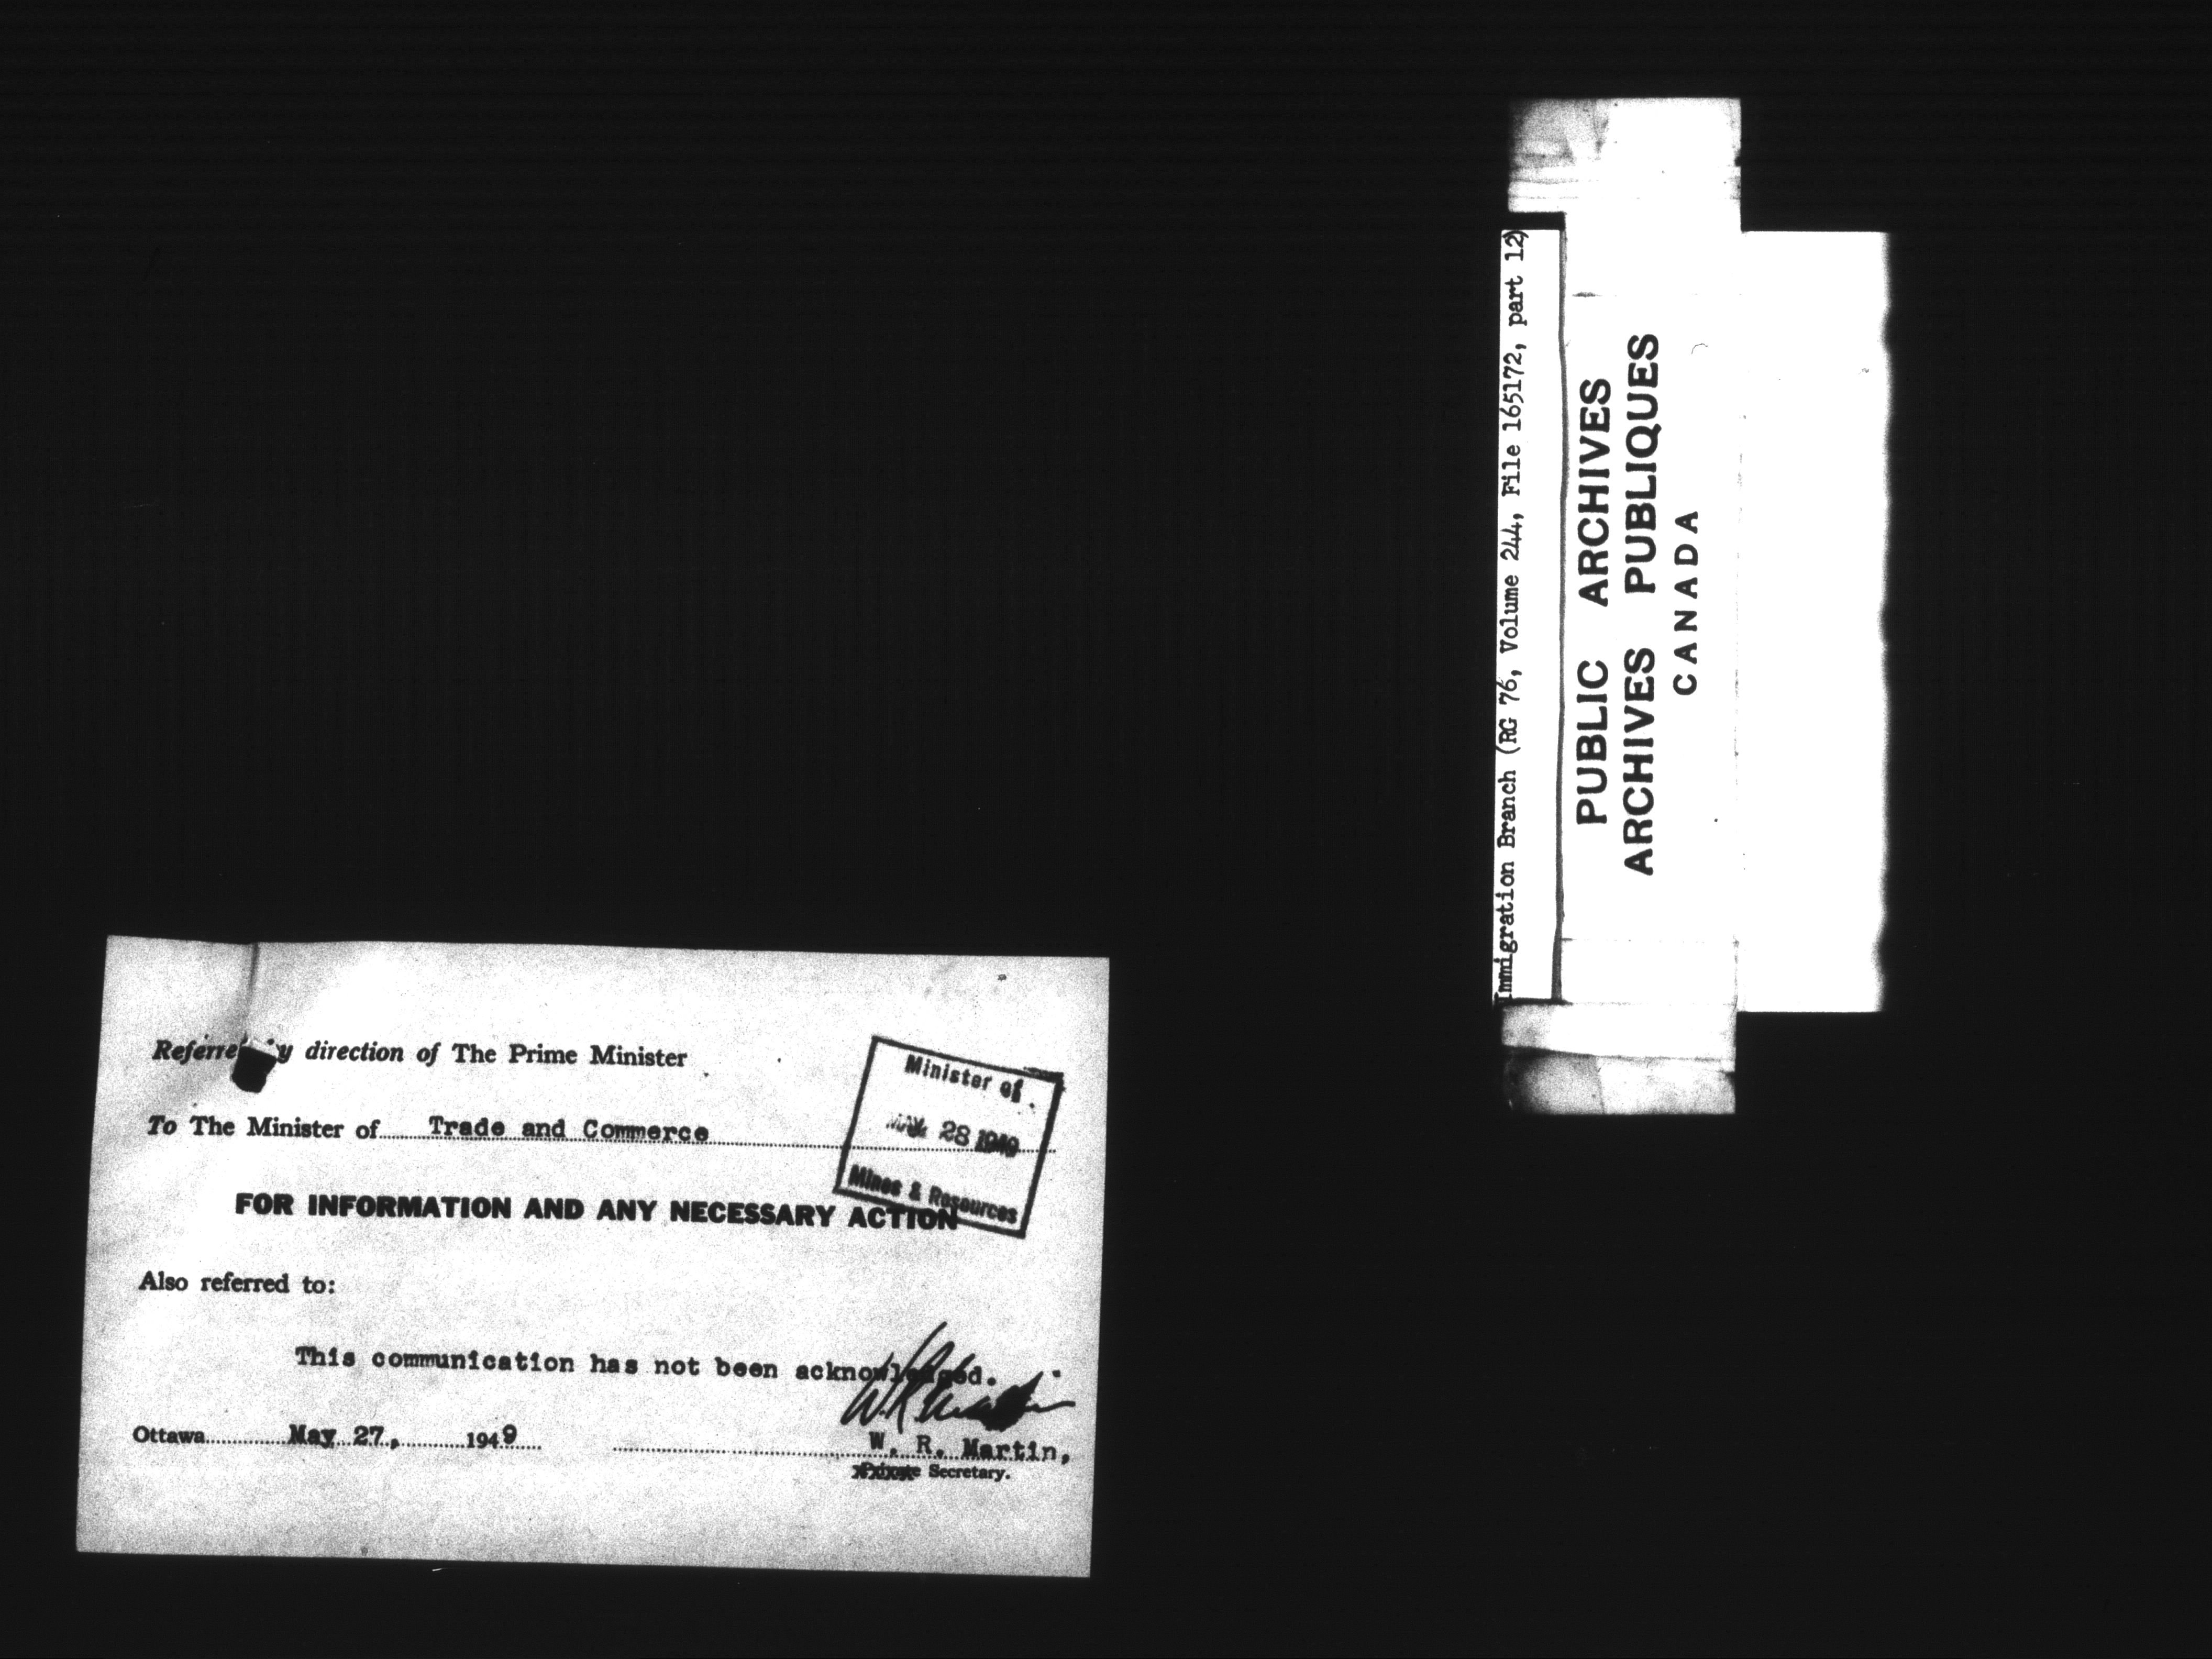 Referre y direction of The Prime Minister
To The Minister of Trade and Commerce
Minister of
28 1949
Mines & Resources
FOR INFORMATION AND ANY NECESSARY ACTION
Also referred to:
This communication has not been acknowledged.
Ottawa May 27, 1949
W. R. Martin,
Secretary.
Immigration Branch (RG 76, Volume 244, File 165172, part 12)
PUBLIC ARCHIVES
ARCHIVES PUBLIQUES
CANADA